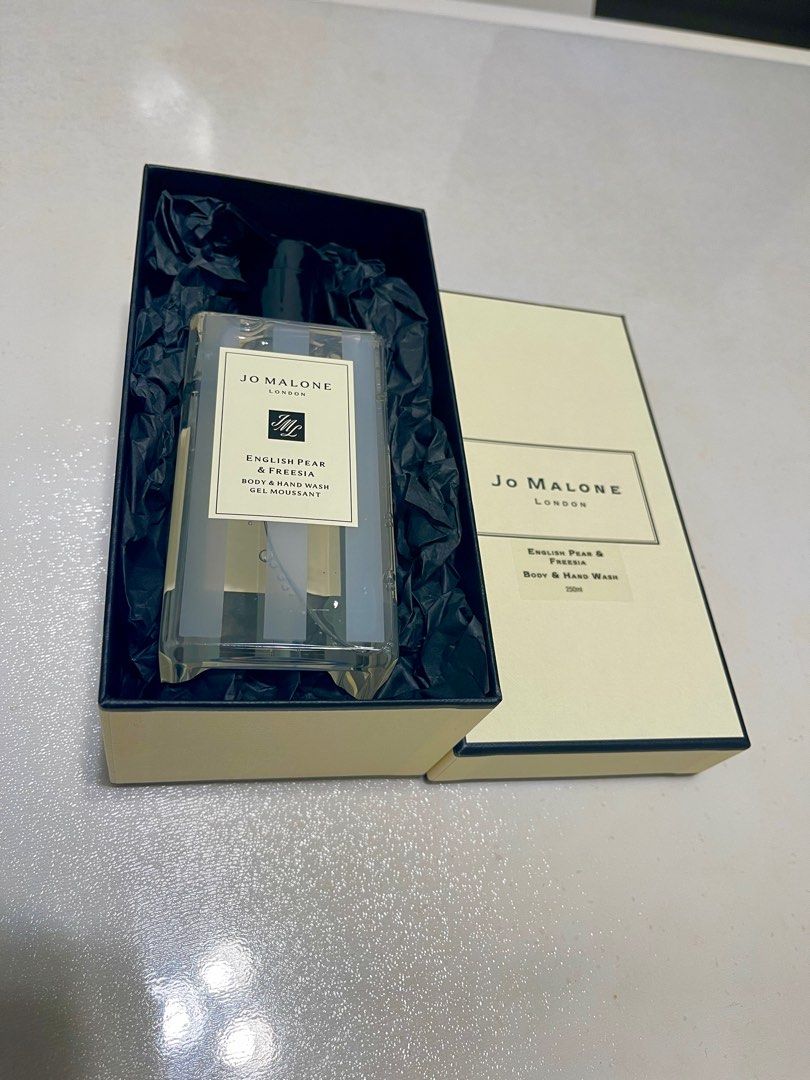 JO MALONE
LONDON
JML
ENGLISH PEAR
& FREESIA
BODY & HAND WASH
GEL MOUSSANT
JO MALONE
LONDON
ENGLISH PEAR &
FREESIA
BODY & HAND WASH
250ml